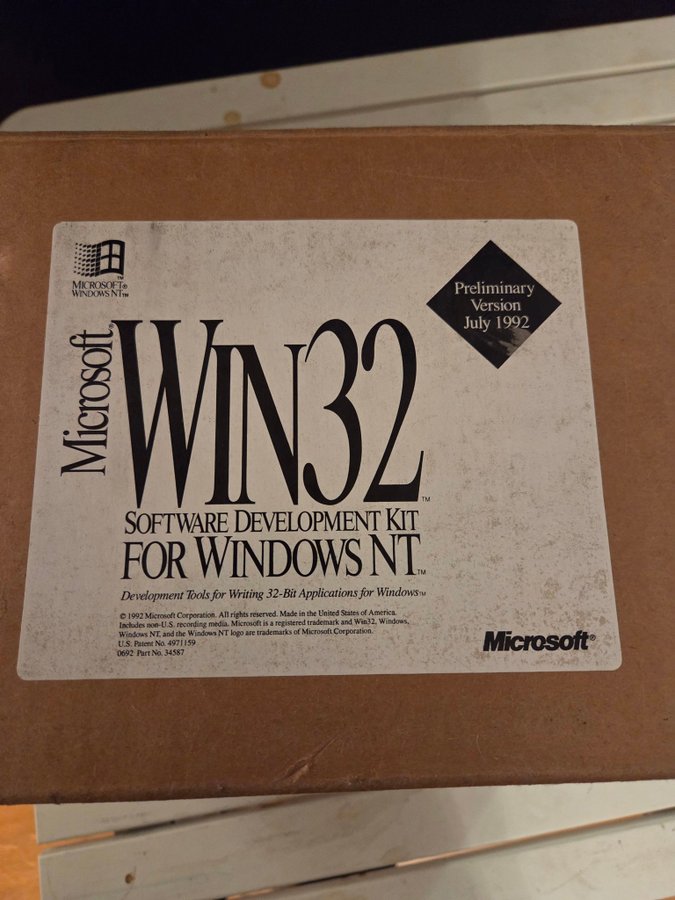 MICROSOFT®
WINDOWS NT™
Preliminary
Version
July 1992
Microsoft®
WIN32™
SOFTWARE DEVELOPMENT KIT
FOR WINDOWS NT™
Development Tools for Writing 32-Bit Applications for Windows™
© 1992 Microsoft Corporation. All rights reserved. Made in the United States of America.
Includes non-U.S. recording media. Microsoft is a registered trademark and Win32, Windows,
Windows NT, and the Windows NT logo are trademarks of Microsoft Corporation.
U.S. Patent No. 4971159
0692 Part No. 34587
Microsoft®